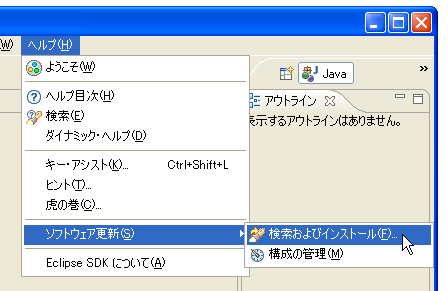 (W) ヘルプ(H)
ようこそ(W)
Java
»
ヘルプ目次(H)
検索(E)
ダイナミック・ヘルプ(D)
アウトライン
表示するアウトラインはありません。
キー・アシスト(K)... Ctrl+Shift+L
ヒント(T)...
虎の巻(C)...
ソフトウェア更新(S)
検索およびインストール(F)...
構成の管理(M)
Eclipse SDK について(A)